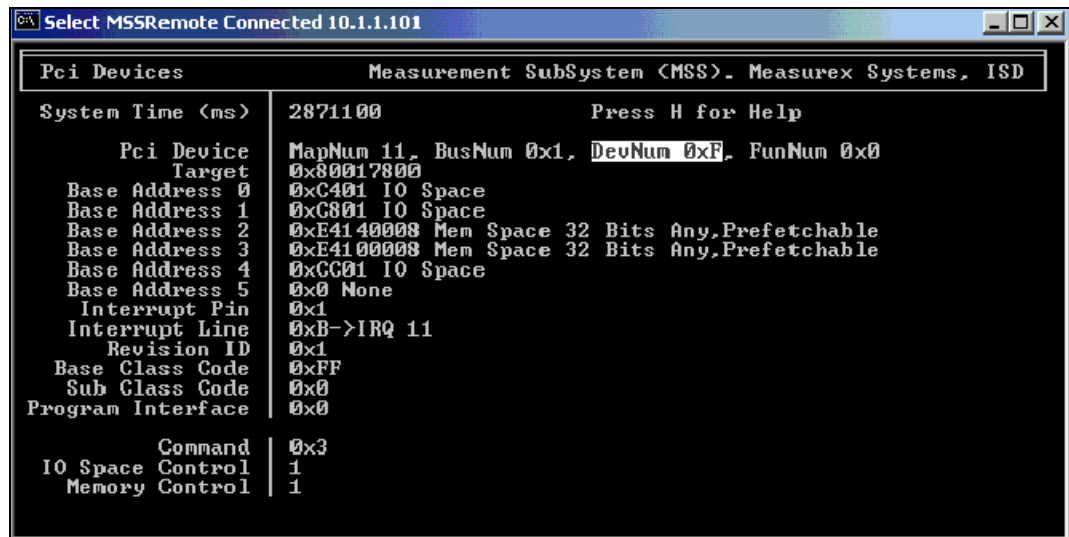 Select MSSRemote Connected 10.1.1.101
Pci Devices Measurement SubSystem (MSS). Measurex Systems, ISD
System Time (ms) 2871100 Press H for Help
Pci Device MapNum 11, BusNum 0x1, DevNum 0xF, FunNum 0x0
Target 0x80017800
Base Address 0 0xC401 IO Space
Base Address 1 0xC801 IO Space
Base Address 2 0xE4140008 Mem Space 32 Bits Any,Prefetchable
Base Address 3 0xE4100008 Mem Space 32 Bits Any,Prefetchable
Base Address 4 0xCC01 IO Space
Base Address 5 0x0 None
Interrupt Pin 0x1
Interrupt Line 0xB->IRQ 11
Revision ID 0x1
Base Class Code 0xFF
Sub Class Code 0x0
Program Interface 0x0
Command 0x3
IO Space Control 1
Memory Control 1